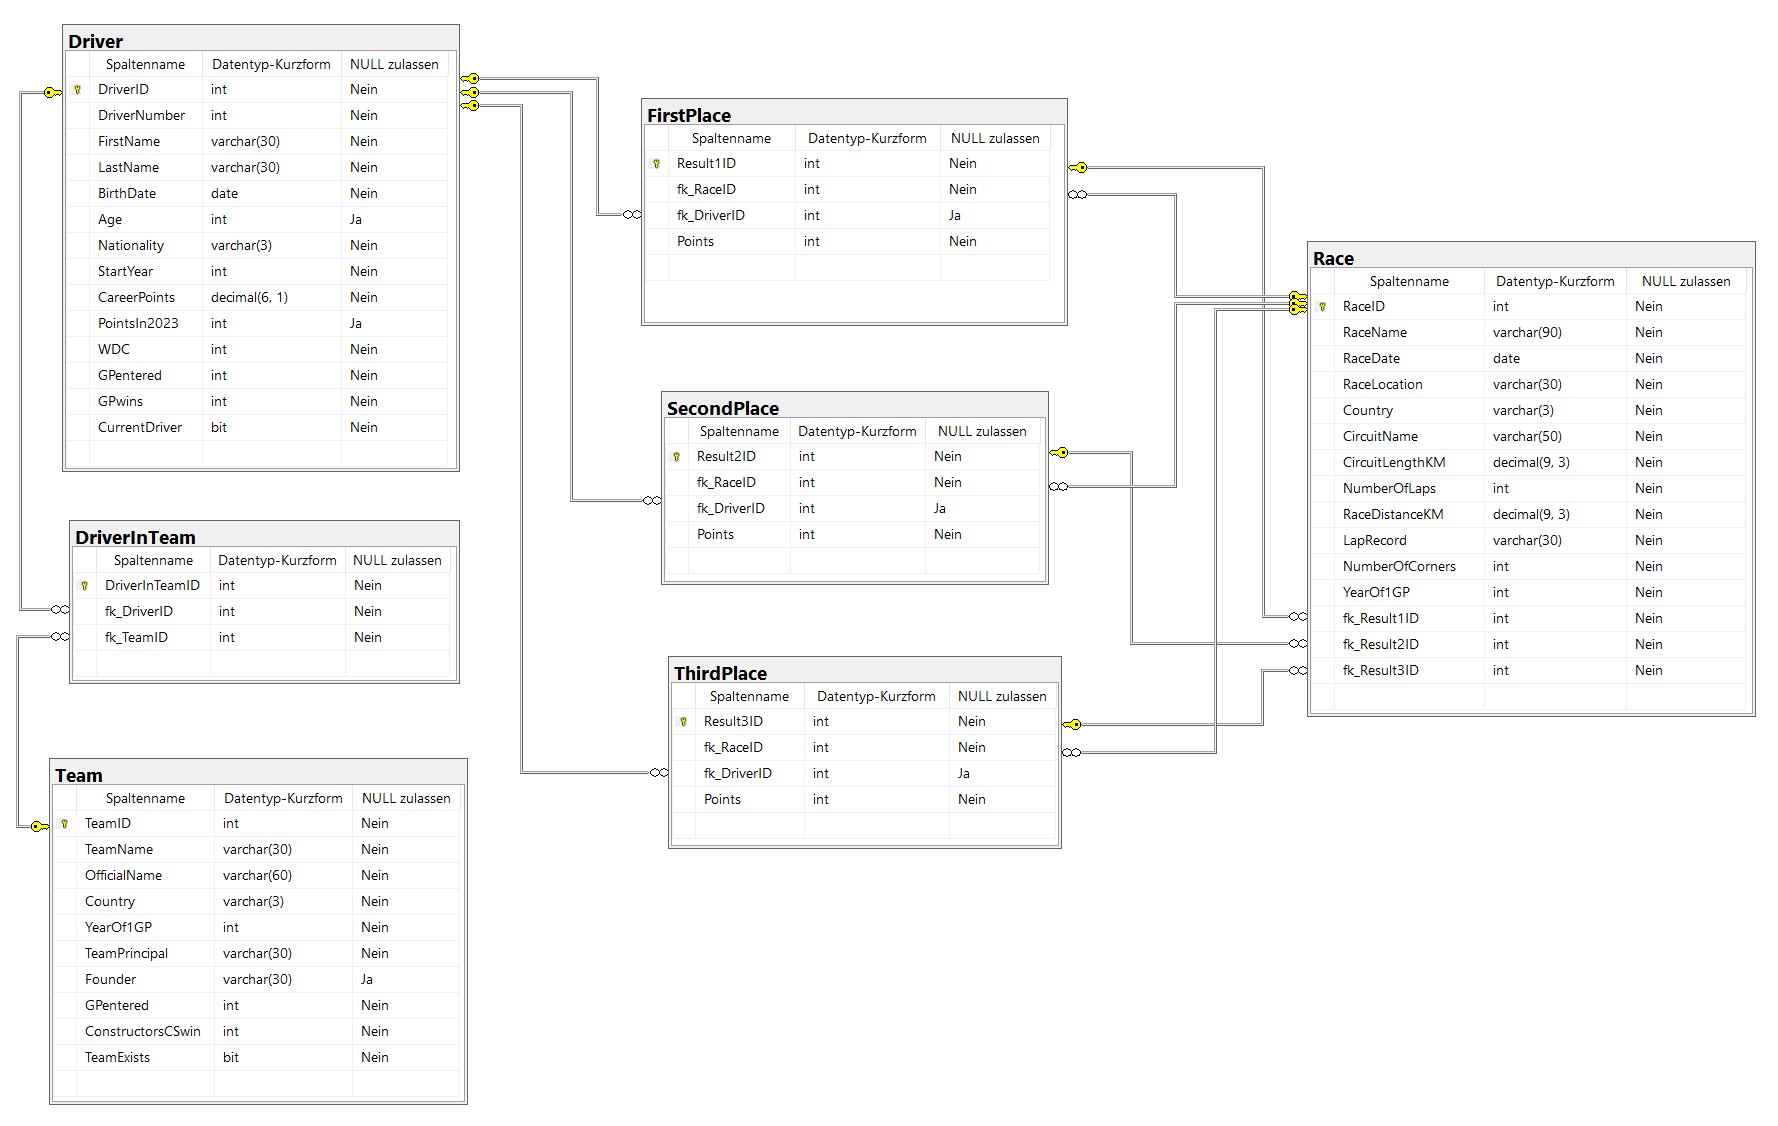 Driver
Spaltenname Datentyp-Kurzform NULL zulassen
DriverID int Nein
DriverNumber int Nein
FirstName varchar(30) Nein
LastName varchar(30) Nein
BirthDate date Nein
Age int Ja
Nationality varchar(3) Nein
StartYear int Nein
CareerPoints decimal(6, 1) Nein
PointsIn2023 int Ja
WDC int Nein
GPentered int Nein
GPwins int Nein
CurrentDriver bit Nein
DriverInTeam
Spaltenname Datentyp-Kurzform NULL zulassen
DriverInTeamID int Nein
fk_DriverID int Nein
fk_TeamID int Nein
Team
Spaltenname Datentyp-Kurzform NULL zulassen
TeamID int Nein
TeamName varchar(30) Nein
OfficialName varchar(60) Nein
Country varchar(3) Nein
YearOf1GP int Nein
TeamPrincipal varchar(30) Nein
Founder varchar(30) Ja
GPentered int Nein
ConstructorsCSwin int Nein
TeamExists bit Nein
FirstPlace
Spaltenname Datentyp-Kurzform NULL zulassen
Result1ID int Nein
fk_RaceID int Nein
fk_DriverID int Ja
Points int Nein
SecondPlace
Spaltenname Datentyp-Kurzform NULL zulassen
Result2ID int Nein
fk_RaceID int Nein
fk_DriverID int Ja
Points int Nein
ThirdPlace
Spaltenname Datentyp-Kurzform NULL zulassen
Result3ID int Nein
fk_RaceID int Nein
fk_DriverID int Ja
Points int Nein
Race
Spaltenname Datentyp-Kurzform NULL zulassen
RaceID int Nein
RaceName varchar(90) Nein
RaceDate date Nein
RaceLocation varchar(30) Nein
Country varchar(3) Nein
CircuitName varchar(50) Nein
CircuitLengthKM decimal(9, 3) Nein
NumberOfLaps int Nein
RaceDistanceKM decimal(9, 3) Nein
LapRecord varchar(30) Nein
NumberOfCorners int Nein
YearOf1GP int Nein
fk_Result1ID int Nein
fk_Result2ID int Nein
fk_Result3ID int Nein